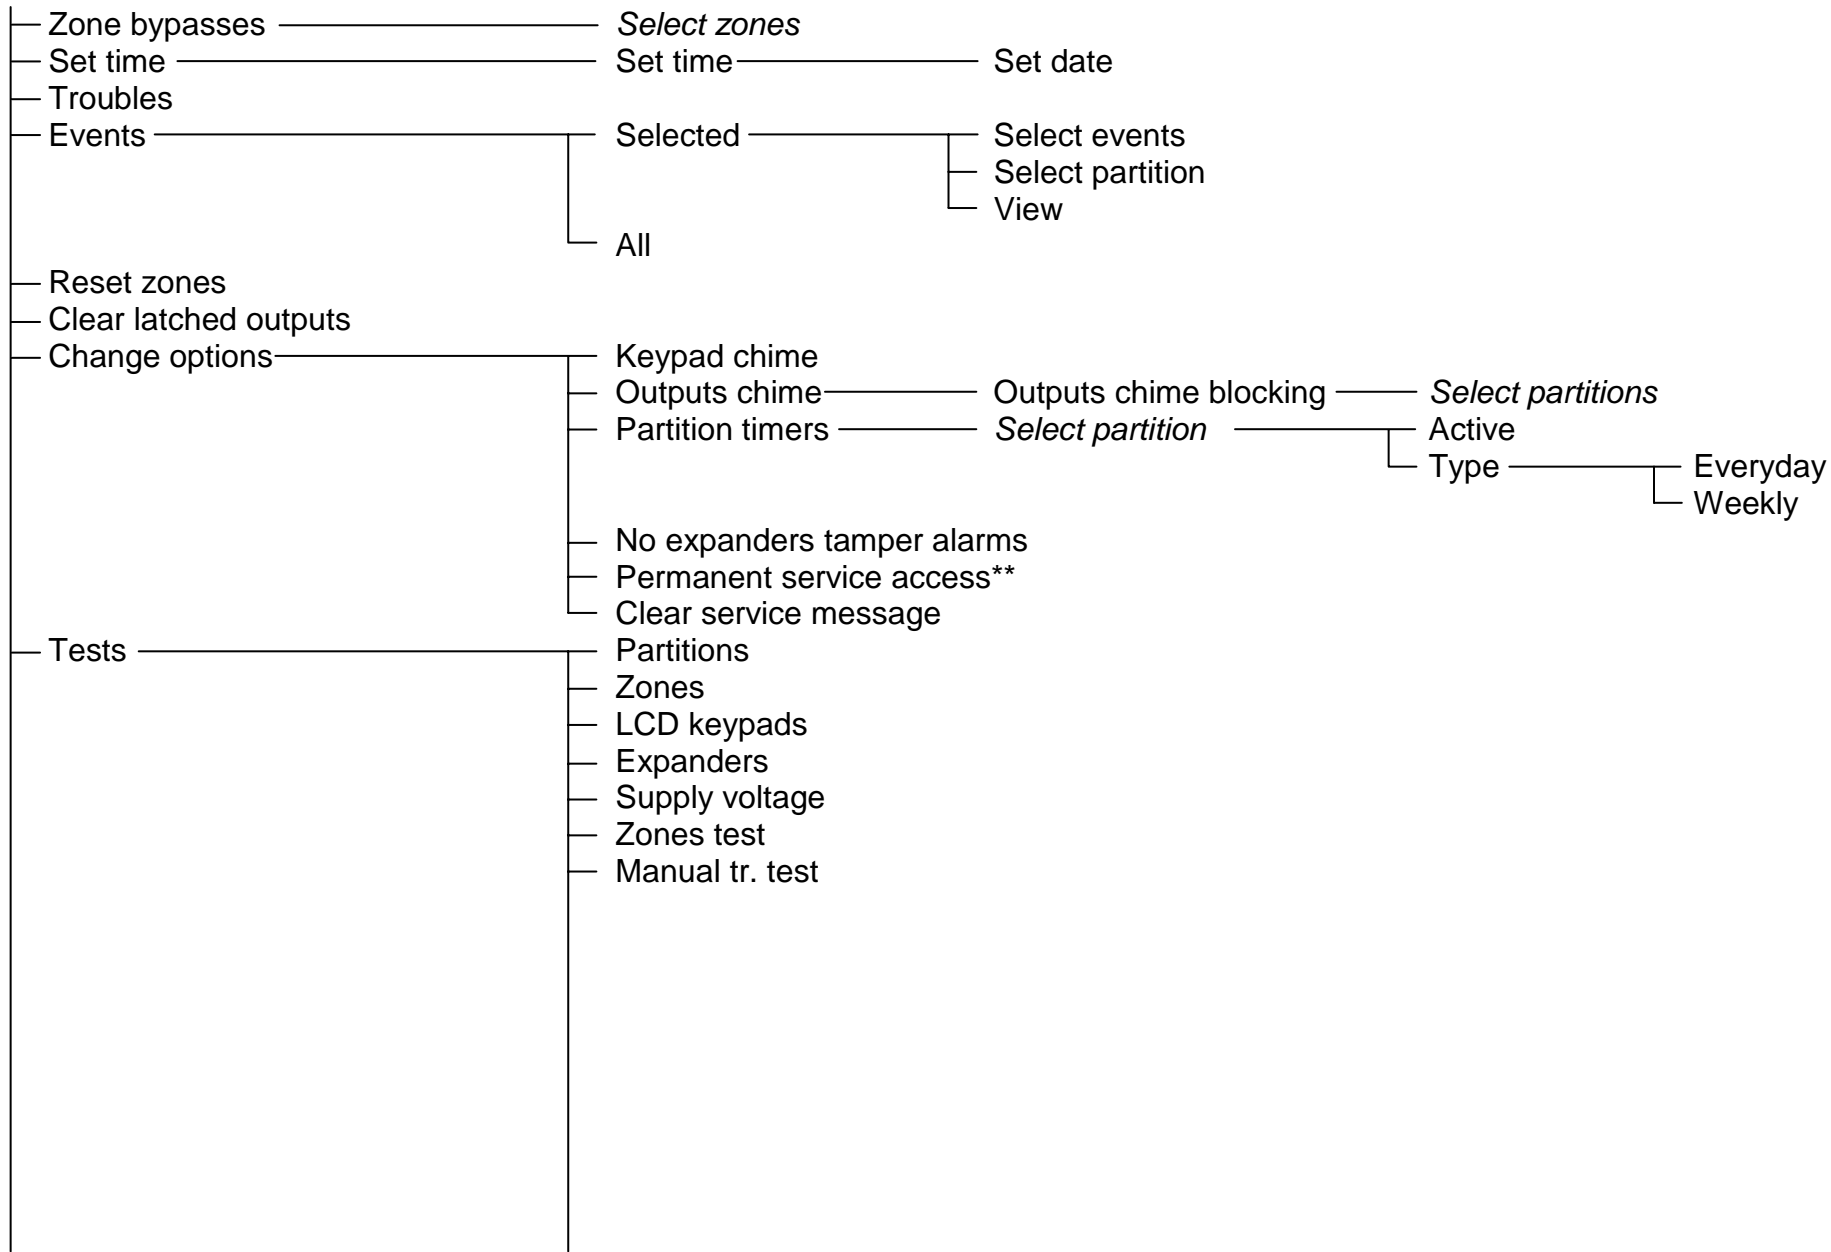 Zone bypasses Select zones
Set time Set time Set date
Troubles
Events Selected Select events
Select partition
View
All
Reset zones
Clear latched outputs
Change options Keypad chime
Outputs chime Outputs chime blocking Select partitions
Partition timers Select partition Active
Type Everyday
Weekly
No expanders tamper alarms
Permanent service access**
Clear service message
Tests Partitions
Zones
LCD keypads
Expanders
Supply voltage
Zones test
Manual tr. test